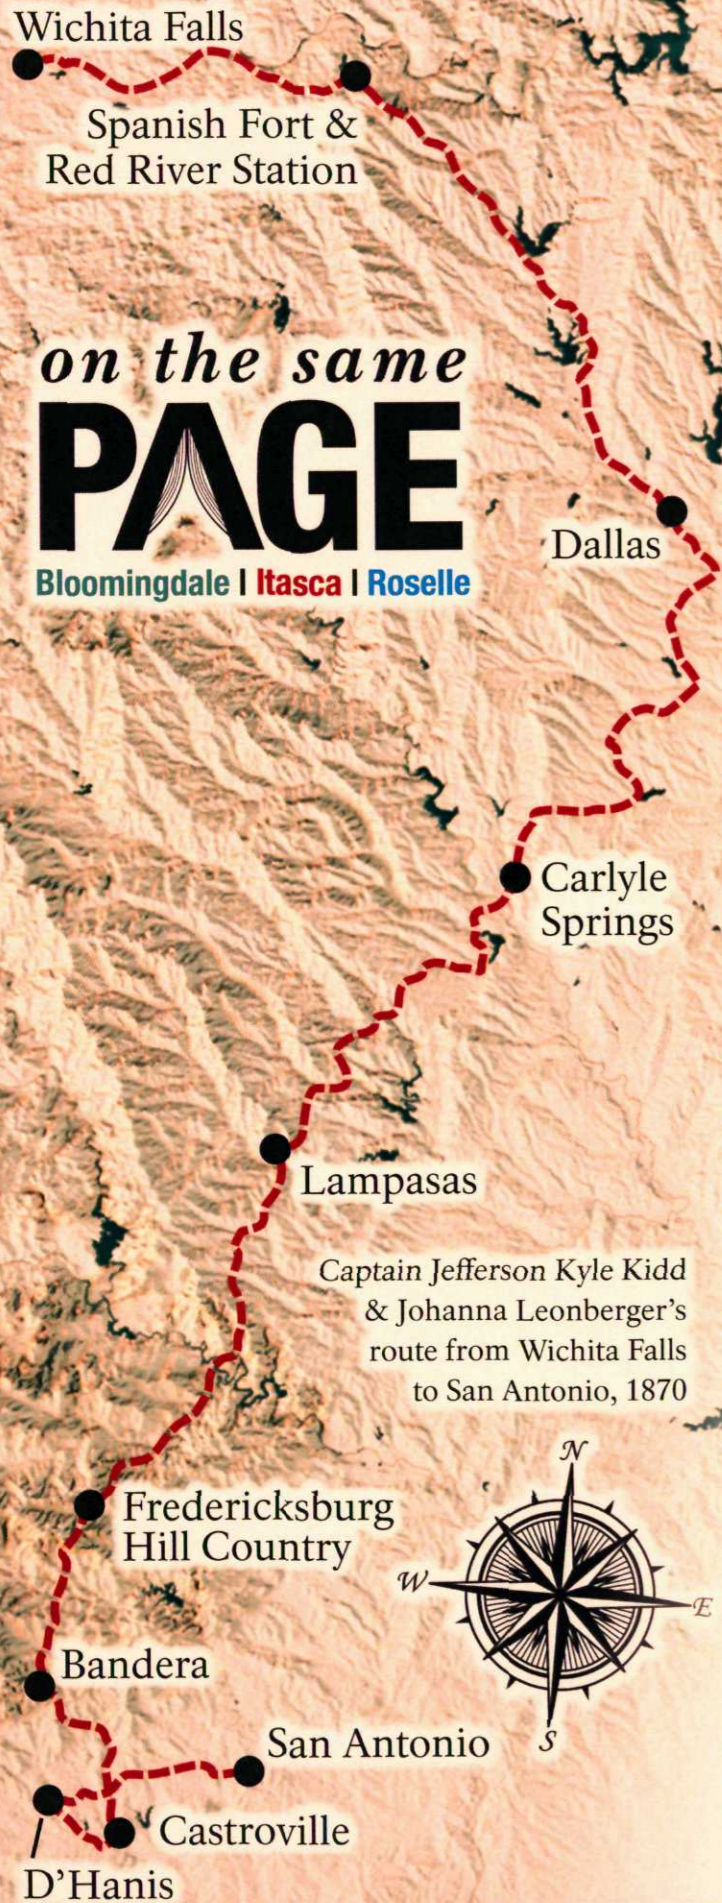 Wichita Falls
Spanish Fort &
Red River Station
on the same
PAGE
Bloomingdale | Itasca | Roselle
Dallas
Carlyle
Springs
Lampasas
Captain Jefferson Kyle Kidd
& Johanna Leonberger's
route from Wichita Falls
to San Antonio, 1870
N
Fredericksburg
Hill Country
W
E
Bandera
S
San Antonio
Castroville
D'Hanis